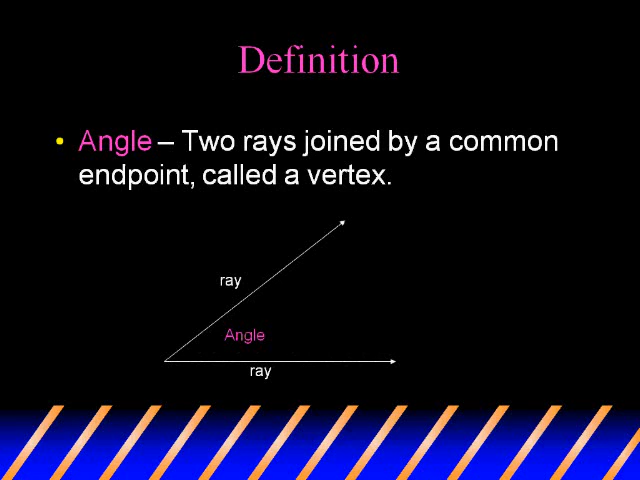 Definition
• Angle – Two rays joined by a common
endpoint, called a vertex.
ray
Angle
ray